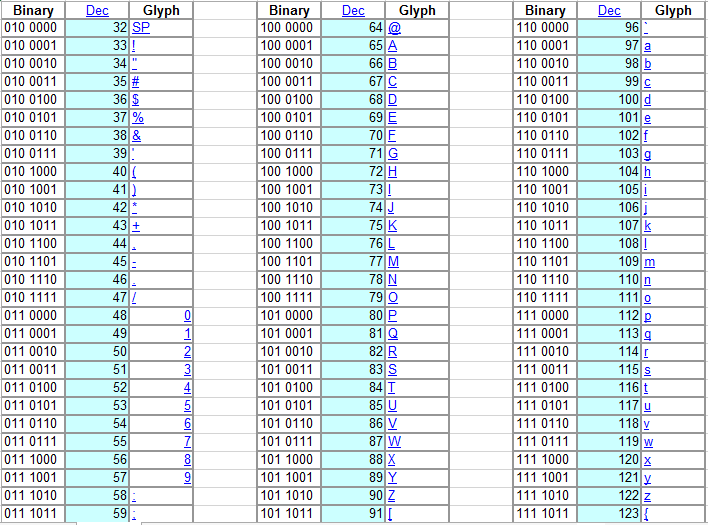 Binary Dec Glyph Binary Dec Glyph Binary Dec Glyph
010 0000 32 SP 100 0000 64 @ 110 0000 96 `
010 0001 33 ! 100 0001 65 A 110 0001 97 a
010 0010 34 " 100 0010 66 B 110 0010 98 b
010 0011 35 # 100 0011 67 C 110 0011 99 c
010 0100 36 $ 100 0100 68 D 110 0100 100 d
010 0101 37 % 100 0101 69 E 110 0101 101 e
010 0110 38 & 100 0110 70 F 110 0110 102 f
010 0111 39 ' 100 0111 71 G 110 0111 103 g
010 1000 40 ( 100 1000 72 H 110 1000 104 h
010 1001 41 ) 100 1001 73 I 110 1001 105 i
010 1010 42 * 100 1010 74 J 110 1010 106 j
010 1011 43 + 100 1011 75 K 110 1011 107 k
010 1100 44 , 100 1100 76 L 110 1100 108 l
010 1101 45 - 100 1101 77 M 110 1101 109 m
010 1110 46 . 100 1110 78 N 110 1110 110 n
010 1111 47 / 100 1111 79 O 110 1111 111 o
011 0000 48 0 101 0000 80 P 111 0000 112 p
011 0001 49 1 101 0001 81 Q 111 0001 113 q
011 0010 50 2 101 0010 82 R 111 0010 114 r
011 0011 51 3 101 0011 83 S 111 0011 115 s
011 0100 52 4 101 0100 84 T 111 0100 116 t
011 0101 53 5 101 0101 85 U 111 0101 117 u
011 0110 54 6 101 0110 86 V 111 0110 118 v
011 0111 55 7 101 0111 87 W 111 0111 119 w
011 1000 56 8 101 1000 88 X 111 1000 120 x
011 1001 57 9 101 1001 89 Y 111 1001 121 y
011 1010 58 : 101 1010 90 Z 111 1010 122 z
011 1011 59 ; 101 1011 91 [ 111 1011 123 {